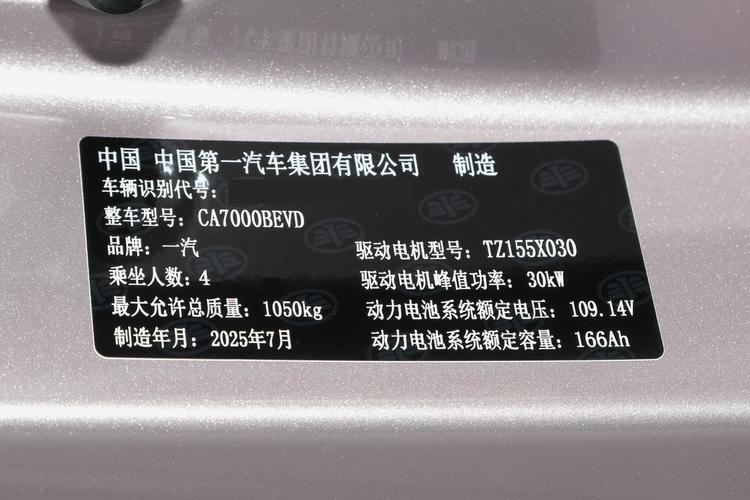 中国 中国第一汽车集团有限公司 制造
车辆识别代号:
整车型号: CA7000BEVD
品牌: 一汽 驱动电机型号: TZ155X030
乘坐人数: 4 驱动电机峰值功率: 30kW
最大允许总质量: 1050kg 动力电池系统额定电压: 109.14V
制造年月: 2025年7月 动力电池系统额定容量: 166Ah